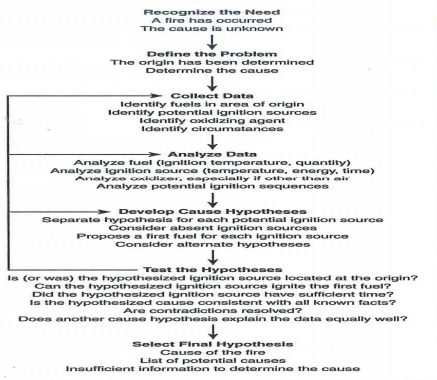 Recognize the Need
A fire has occurred
The cause is unknown
Define the Problem
The origin has been determined
Determine the cause
Collect Data
Identify fuels in area of origin
Identify potential ignition sources
Identify oxidizing agent
Identify circumstances
Analyze Data
Analyze fuel (ignition temperature, quantity)
Analyze ignition source (temperature, energy, time)
Analyze oxidizer, especially if other than air
Analyze potential ignition sequences
Develop Cause Hypotheses
Separate hypothesis for each potential ignition source
Consider absent ignition sources
Propose a first fuel for each ignition source
Consider alternate hypotheses
Test the Hypotheses
Is (or was) the hypothesized ignition source located at the origin?
Can the hypothesized ignition source ignite the first fuel?
Did the hypothesized ignition source have sufficient time?
Is the hypothesized cause consistent with all known facts?
Are contradictions resolved?
Does another cause hypothesis explain the data equally well?
Select Final Hypothesis
Cause of the fire
List of potential causes
Insufficient information to determine the cause